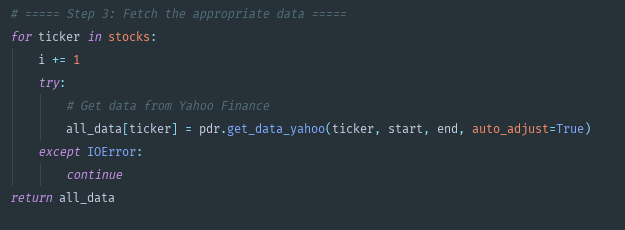 # ===== Step 3: Fetch the appropriate data =====
for ticker in stocks:
    i += 1
    try:
        # Get data from Yahoo Finance
        all_data[ticker] = pdr.get_data_yahoo(ticker, start, end, auto_adjust=True)
    except IOError:
        continue
return all_data